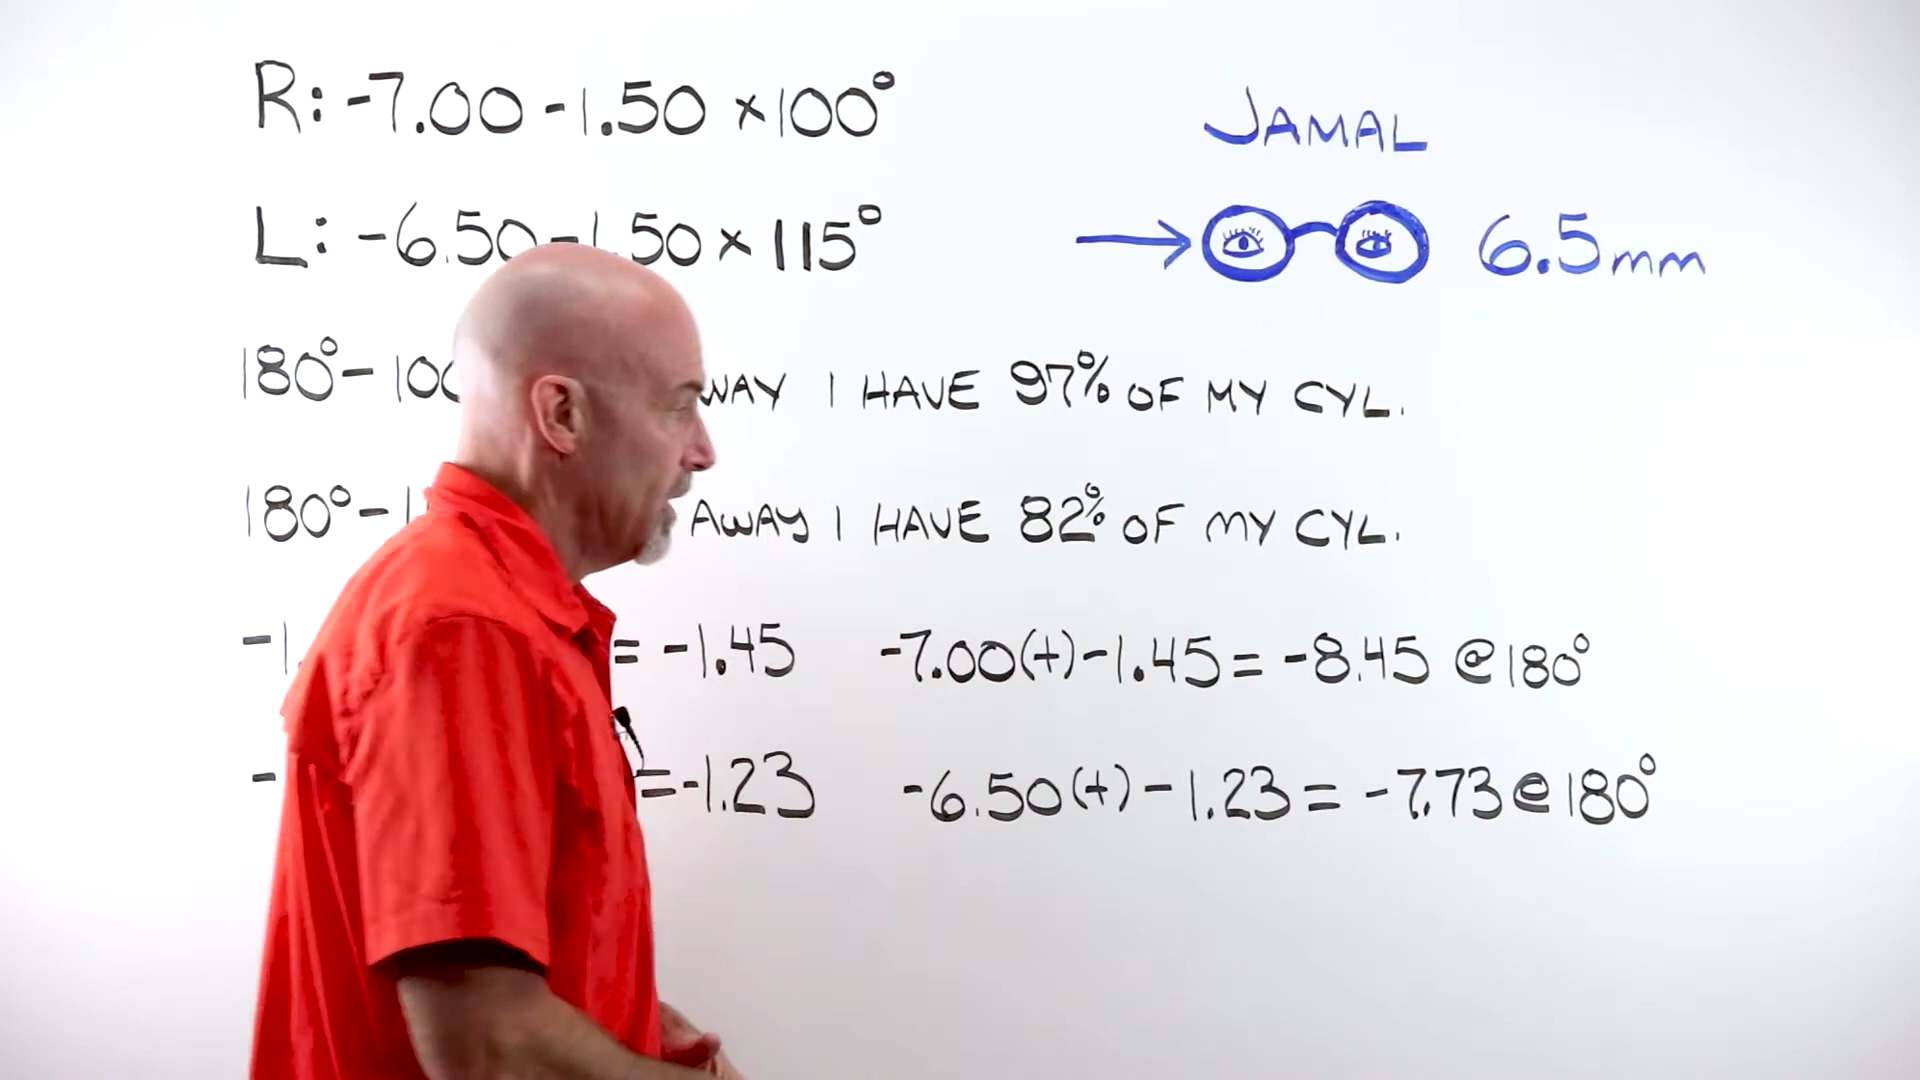 R: -7.00 -1.50 ×100°
JAMAL
L: -6.50 -1.50 × 115°
6.5mm
180° - 100
I HAVE 97% OF MY CYL.
180° -
AWAY I HAVE 82% OF MY CYL.
= -1.45 -7.00(+)-1.45 = -8.45 @ 180°
= -1.23 -6.50(+) -1.23 = -7.73 @ 180°